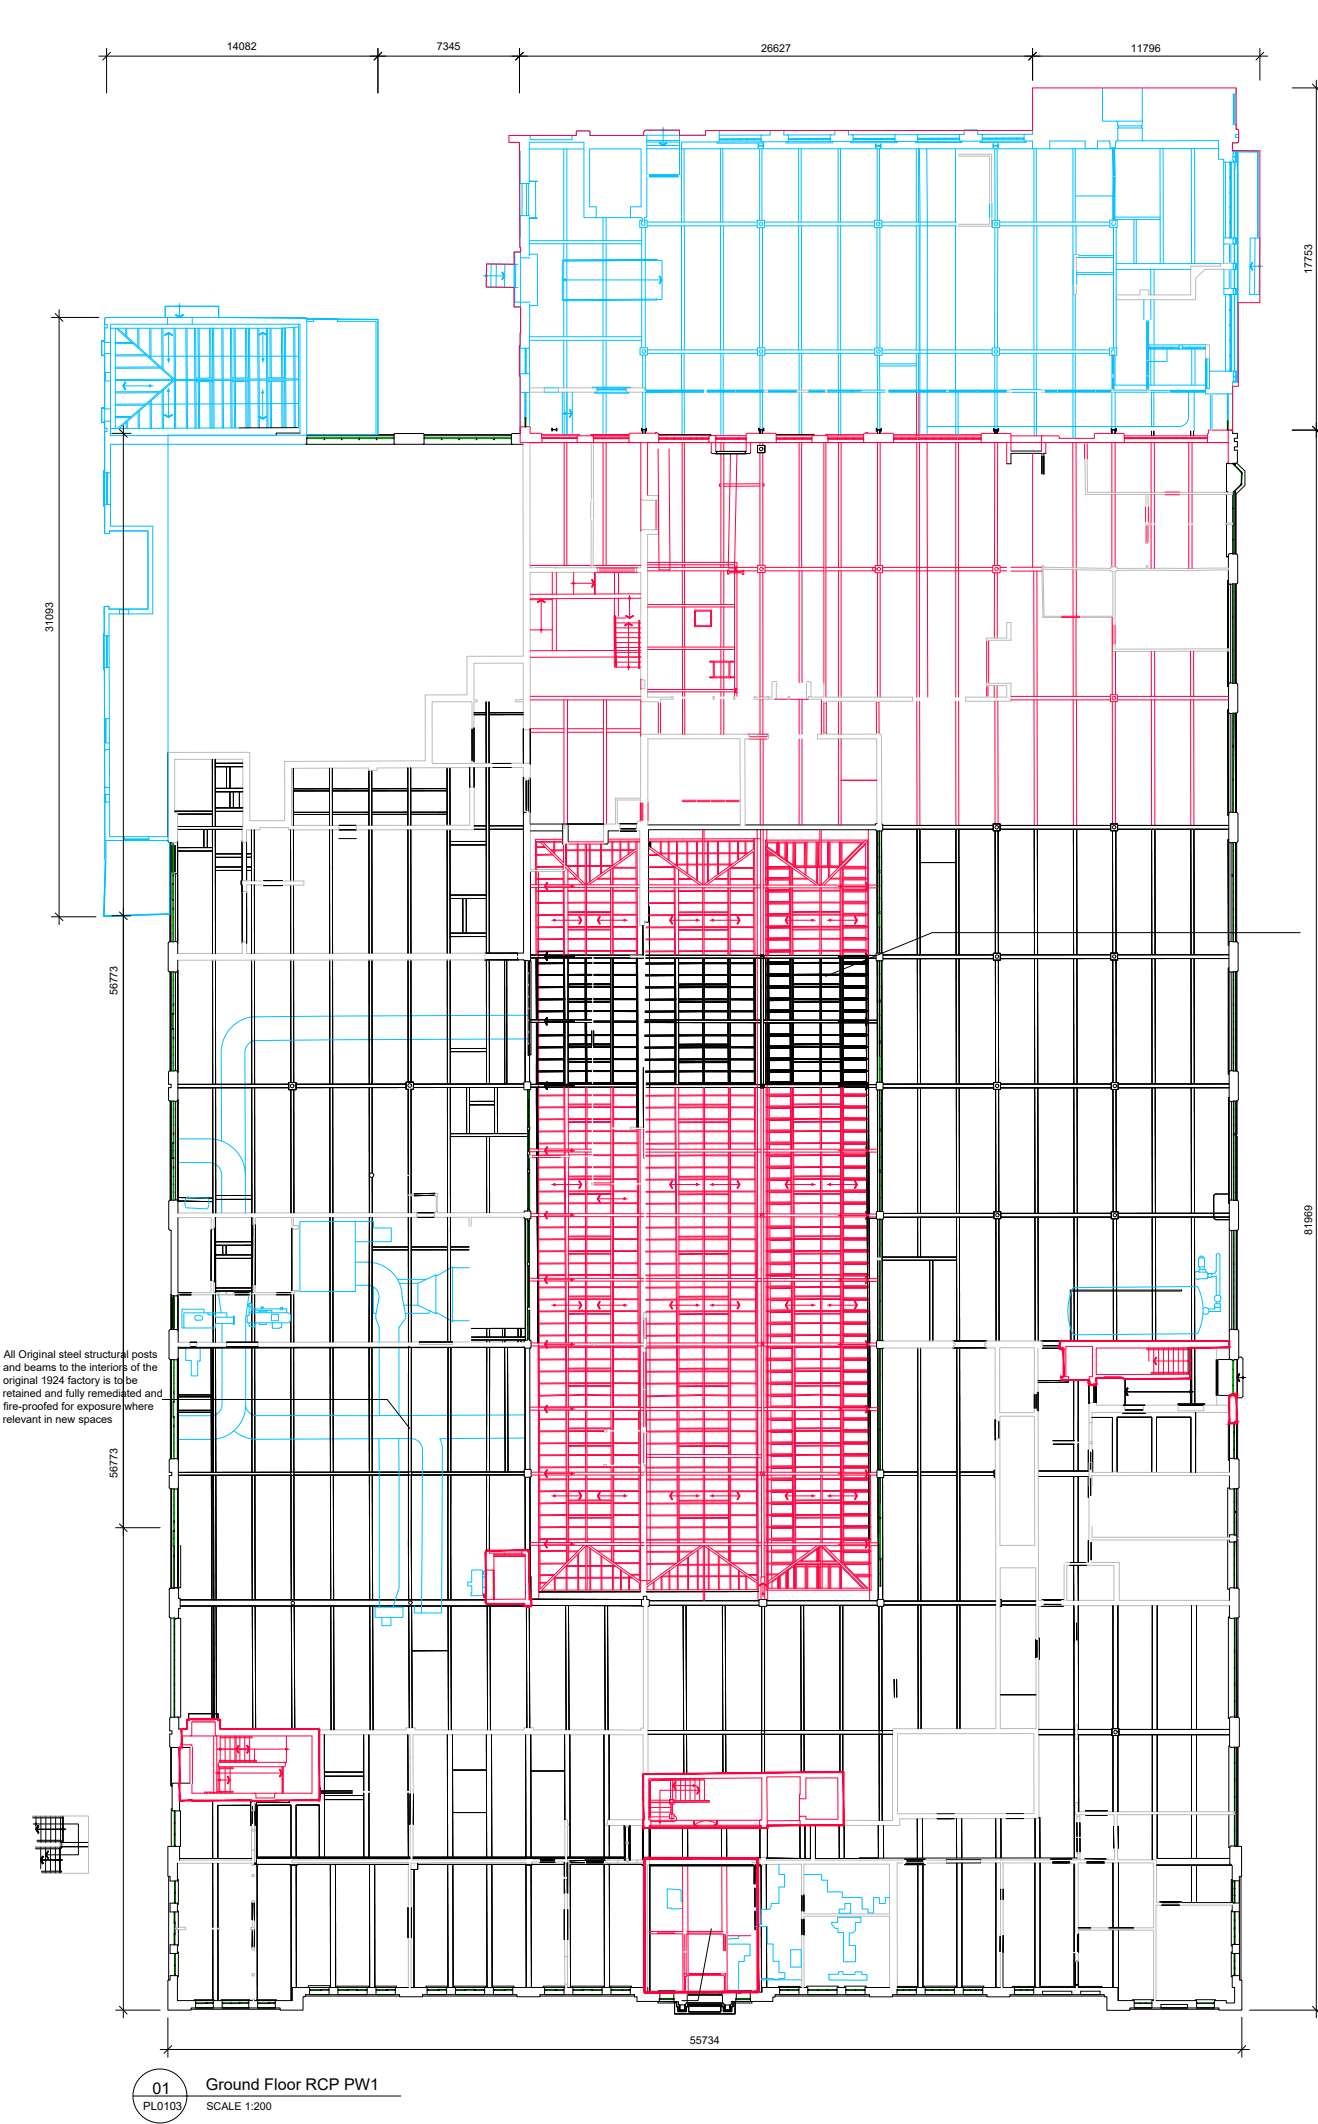 14082
7345
26627
11796
17753
31093
56773
81969
All Original steel structural posts
and beams to the interiors of the
original 1924 factory is to be
retained and fully remediated and
fire-proofed for exposure where
relevant in new spaces
56773
55734
01
PL0103
Ground Floor RCP PW1
SCALE 1:200